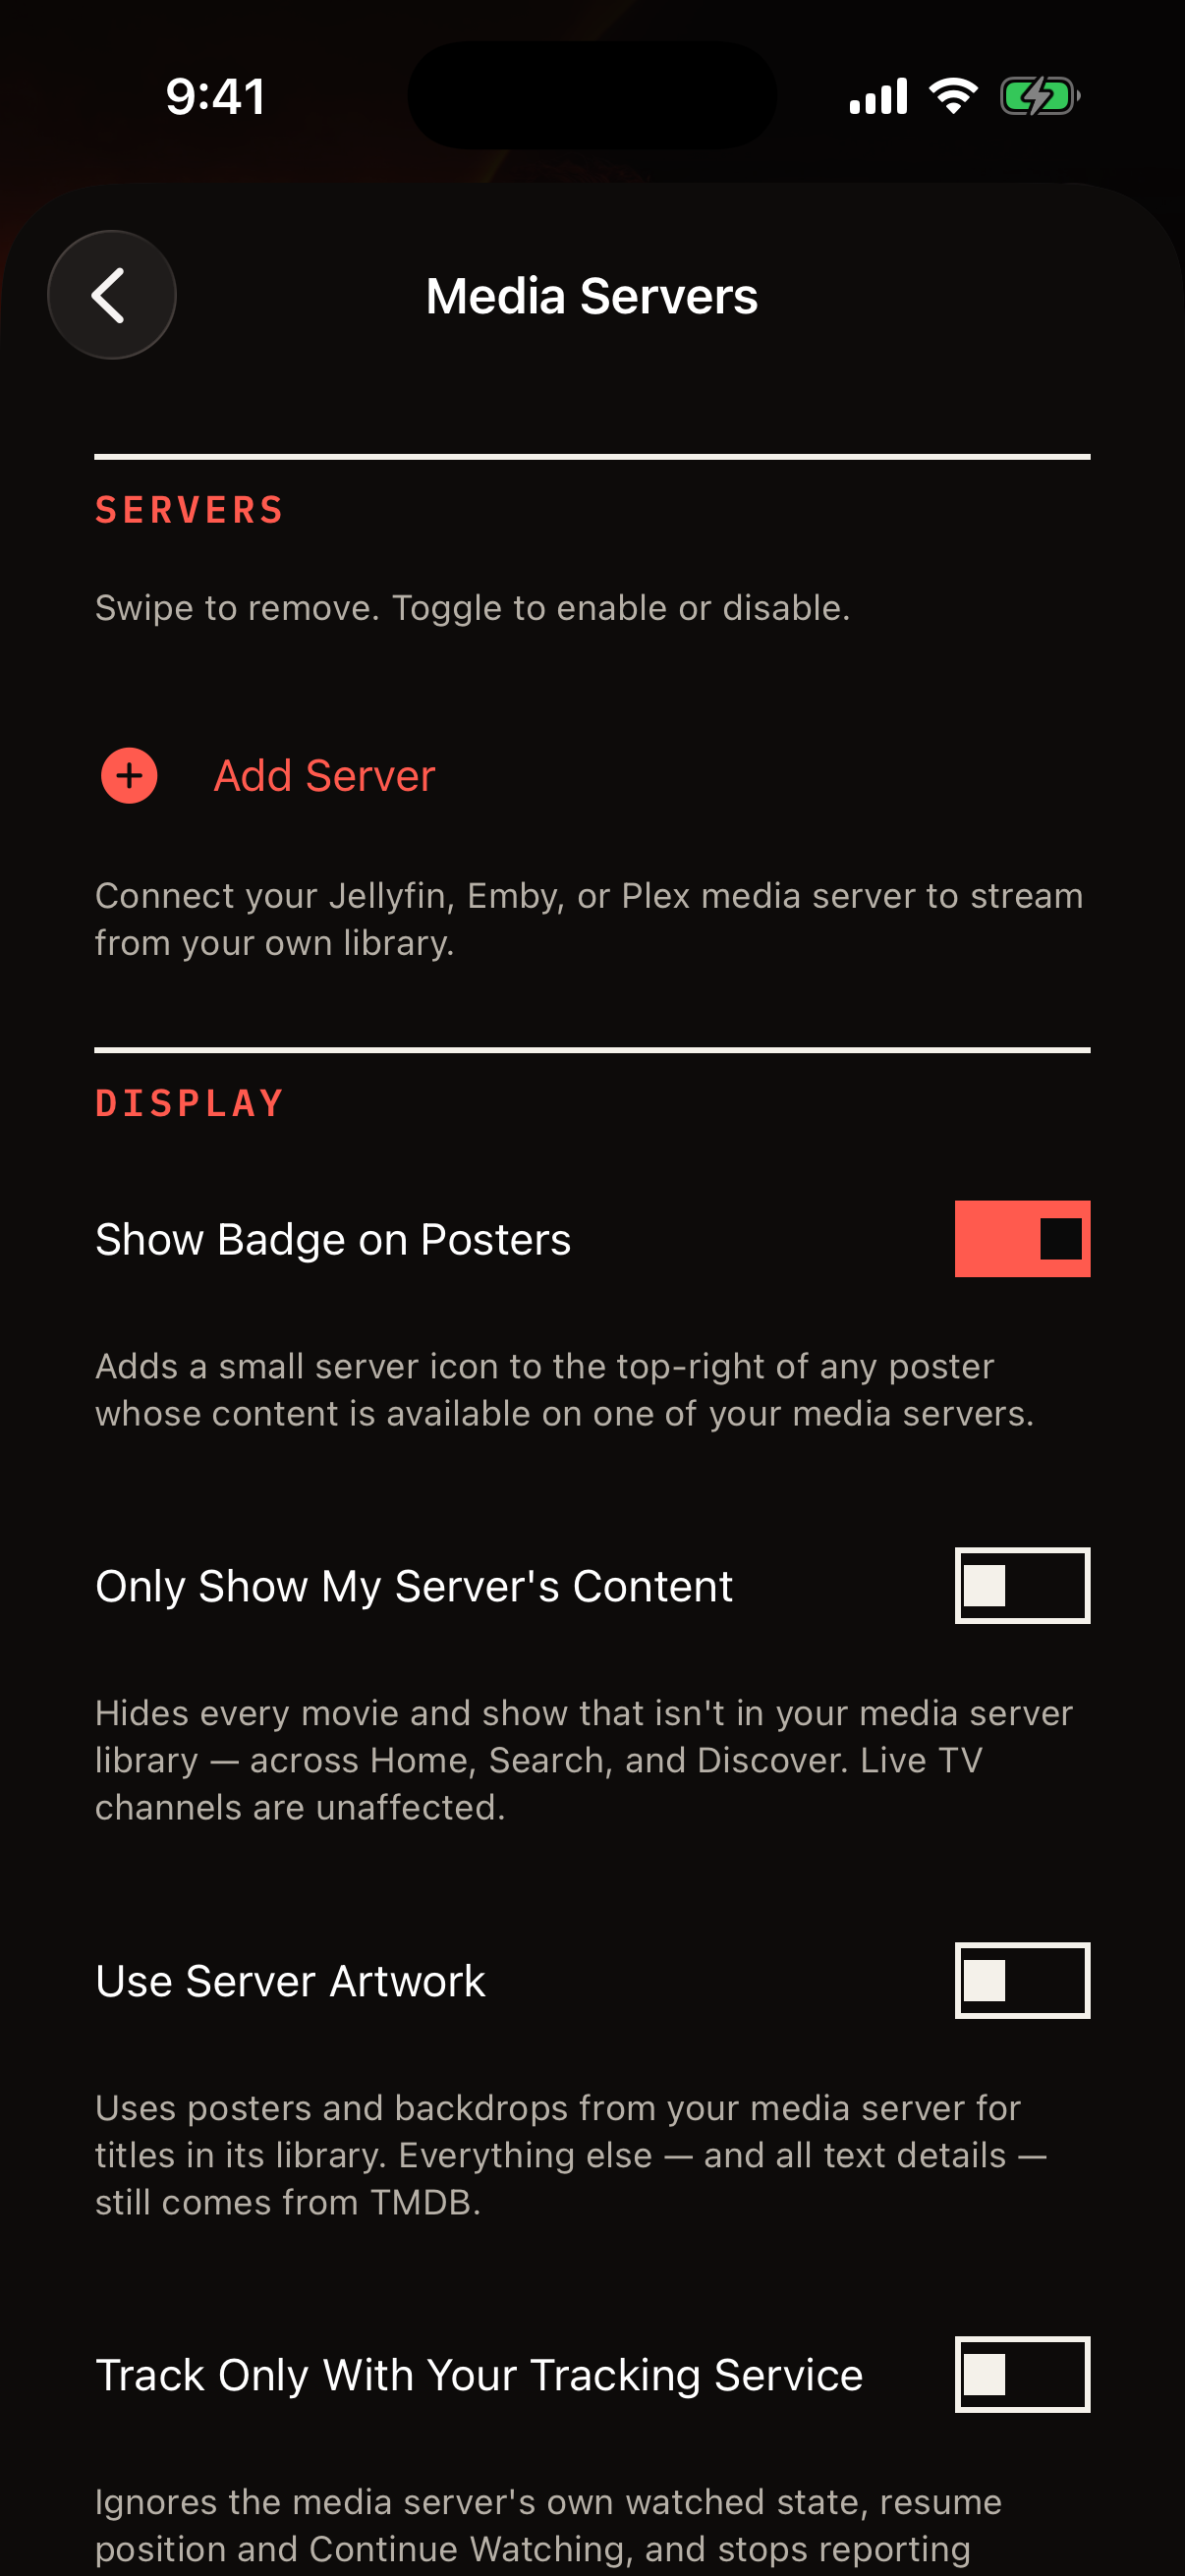 9:41
Media Servers
SERVERS
Swipe to remove. Toggle to enable or disable.
Add Server
Connect your Jellyfin, Emby, or Plex media server to stream
from your own library.
DISPLAY
Show Badge on Posters
Adds a small server icon to the top-right of any poster
whose content is available on one of your media servers.
Only Show My Server's Content
Hides every movie and show that isn't in your media server
library — across Home, Search, and Discover. Live TV
channels are unaffected.
Use Server Artwork
Uses posters and backdrops from your media server for
titles in its library. Everything else — and all text details —
still comes from TMDB.
Track Only With Your Tracking Service
Ignores the media server's own watched state, resume
position and Continue Watching, and stops reporting